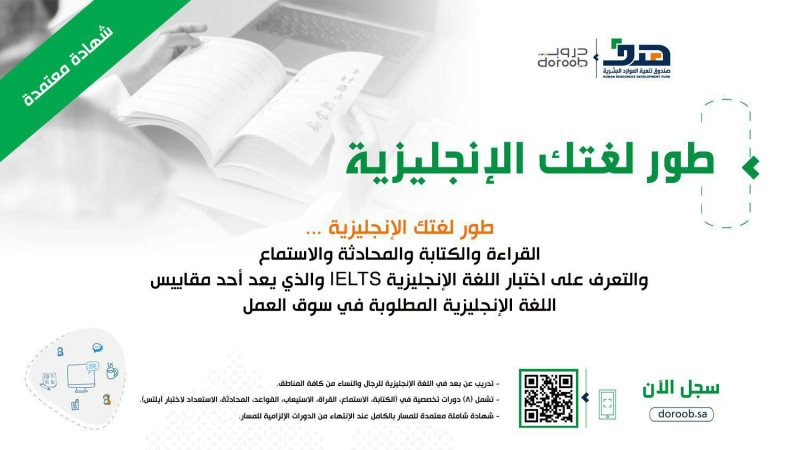 شهادة معتمدة
دروب
doroob
هدف
صندوق تنمية الموارد البشرية
HUMAN RESOURCES DEVELOPMENT FUND
طور لغتك الإنجليزية
طور لغتك الإنجليزية ...
القراءة والكتابة والمحادثة والاستماع
والتعرف على اختبار اللغة الإنجليزية IELTS والذي يعد أحد مقاييس
اللغة الإنجليزية المطلوبة في سوق العمل
سجل الآن
doroob.sa
- تدريب عن بعد في اللغة الإنجليزية للرجال والنساء من كافة المناطق.
- تشمل (٨) دورات تخصصية في (الكتابة، الاستماع، القراة، الاستيعاب، القواعد، المحادثة، الاستعداد لاختبار آيلتس).
- شهادة شاملة معتمدة للمسار بالكامل عند الإنتهاء من الدورات الإلزامية للمسار.